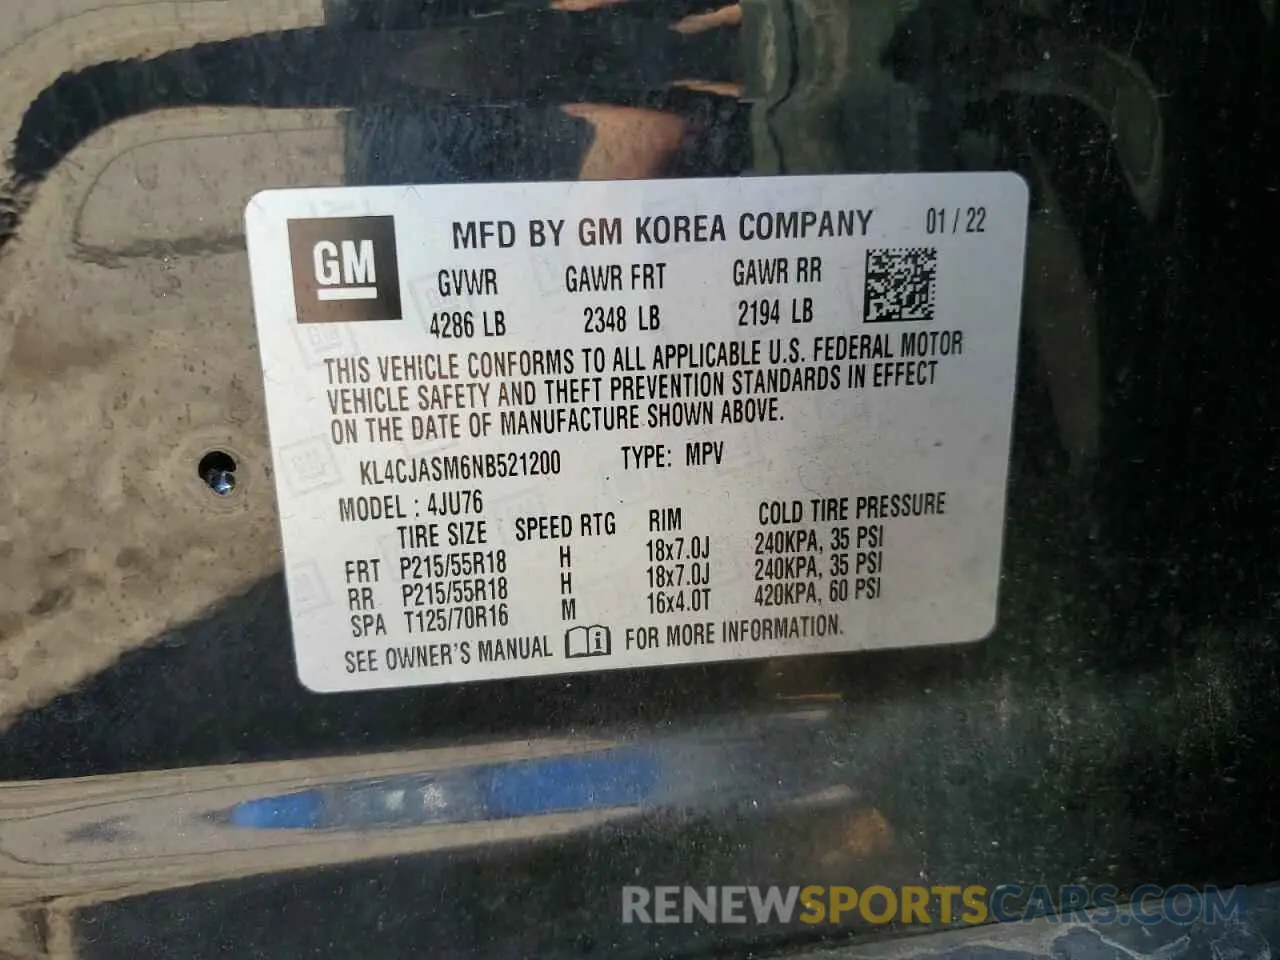 GM
MFD BY GM KOREA COMPANY 01 / 22
GVWR GAWR FRT GAWR RR
4286 LB 2348 LB 2194 LB
THIS VEHICLE CONFORMS TO ALL APPLICABLE U.S. FEDERAL MOTOR
VEHICLE SAFETY AND THEFT PREVENTION STANDARDS IN EFFECT
ON THE DATE OF MANUFACTURE SHOWN ABOVE.
KL4CJASM6NB521200 TYPE: MPV
MODEL : 4JU76
TIRE SIZE SPEED RTG RIM COLD TIRE PRESSURE
FRT P215/55R18 H 18x7.0J 240KPA, 35 PSI
RR P215/55R18 H 18x7.0J 240KPA, 35 PSI
SPA T125/70R16 M 16x4.0T 420KPA, 60 PSI
SEE OWNER'S MANUAL i FOR MORE INFORMATION.
RENEWSPORTSCARS.COM